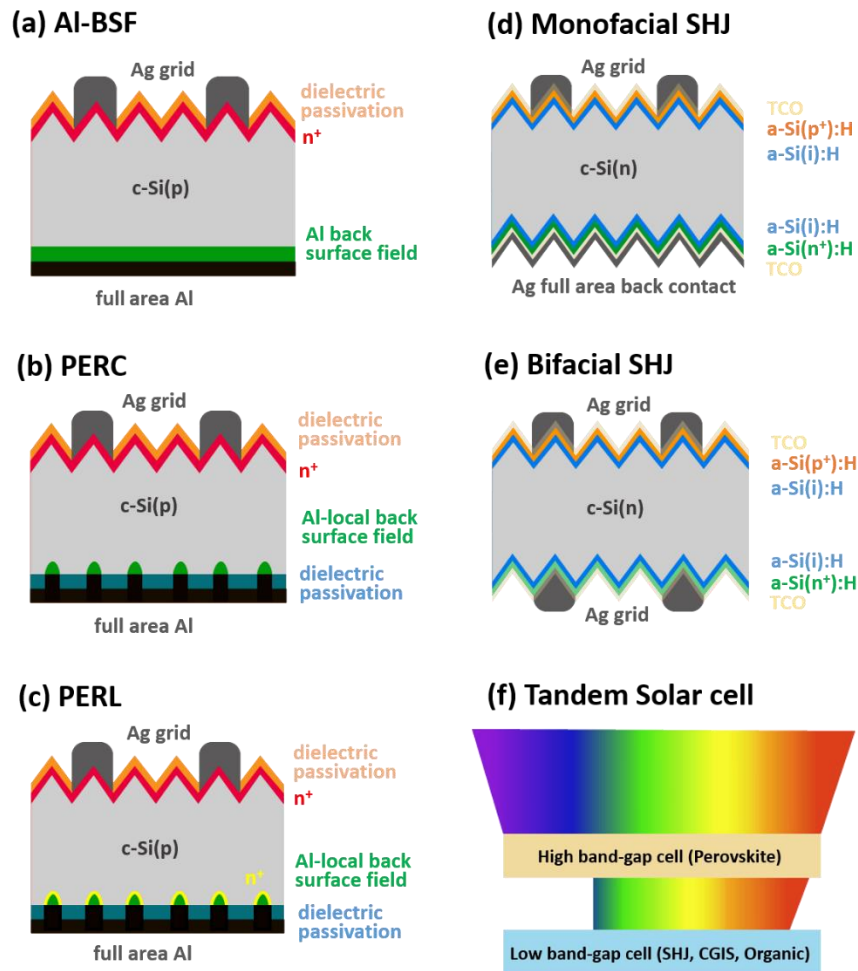 (a) Al-BSF
Ag grid
dielectric
passivation
n+
c-Si(p)
Al back
surface field
full area Al
(b) PERC
Ag grid
dielectric
passivation
n+
c-Si(p)
Al-local back
surface field
dielectric
passivation
full area Al
(c) PERL
Ag grid
dielectric
passivation
n+
c-Si(p)
n+
Al-local back
surface field
dielectric
passivation
full area Al
(d) Monofacial SHJ
Ag grid
TCO
a-Si(p+):H
a-Si(i):H
c-Si(n)
a-Si(i):H
a-Si(n+):H
TCO
Ag full area back contact
(e) Bifacial SHJ
Ag grid
TCO
a-Si(p+):H
a-Si(i):H
c-Si(n)
a-Si(i):H
a-Si(n+):H
TCO
Ag grid
(f) Tandem Solar cell
High band-gap cell (Perovskite)
Low band-gap cell (SHJ, CGIS, Organic)